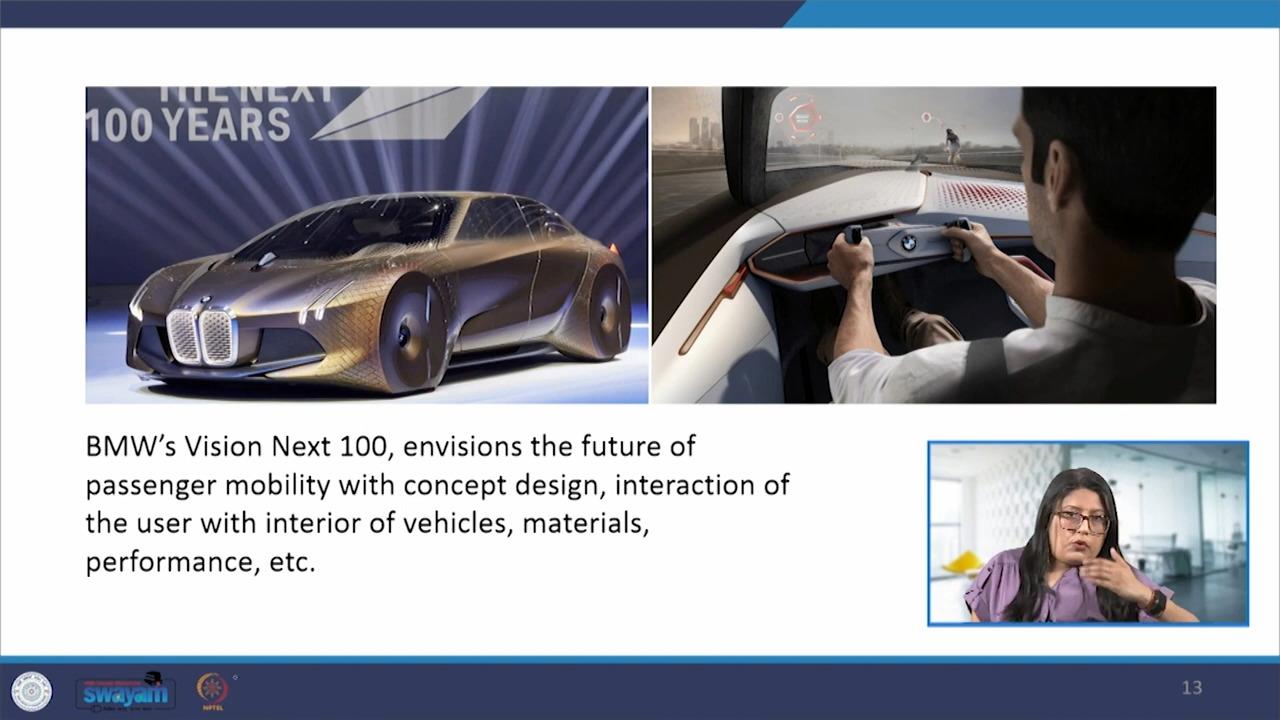 THE NEXT
100 YEARS
BMW’s Vision Next 100, envisions the future of
passenger mobility with concept design, interaction of
the user with interior of vehicles, materials,
performance, etc.
swayam
NPTEL
13